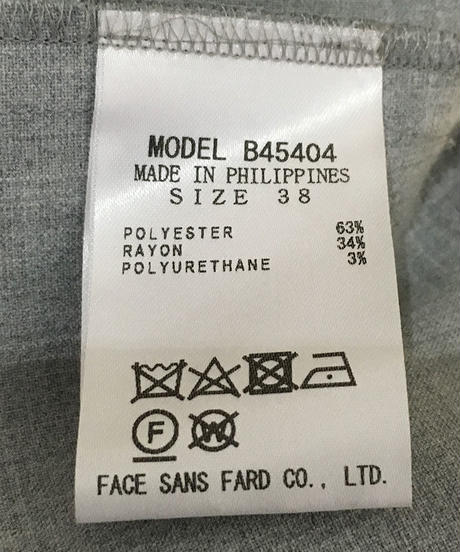 MODEL B45404
MADE IN PHILIPPINES
SIZE 38
POLYESTER 63%
RAYON 34%
POLYURETHANE 3%
F W
FACE SANS FARD CO., LTD.